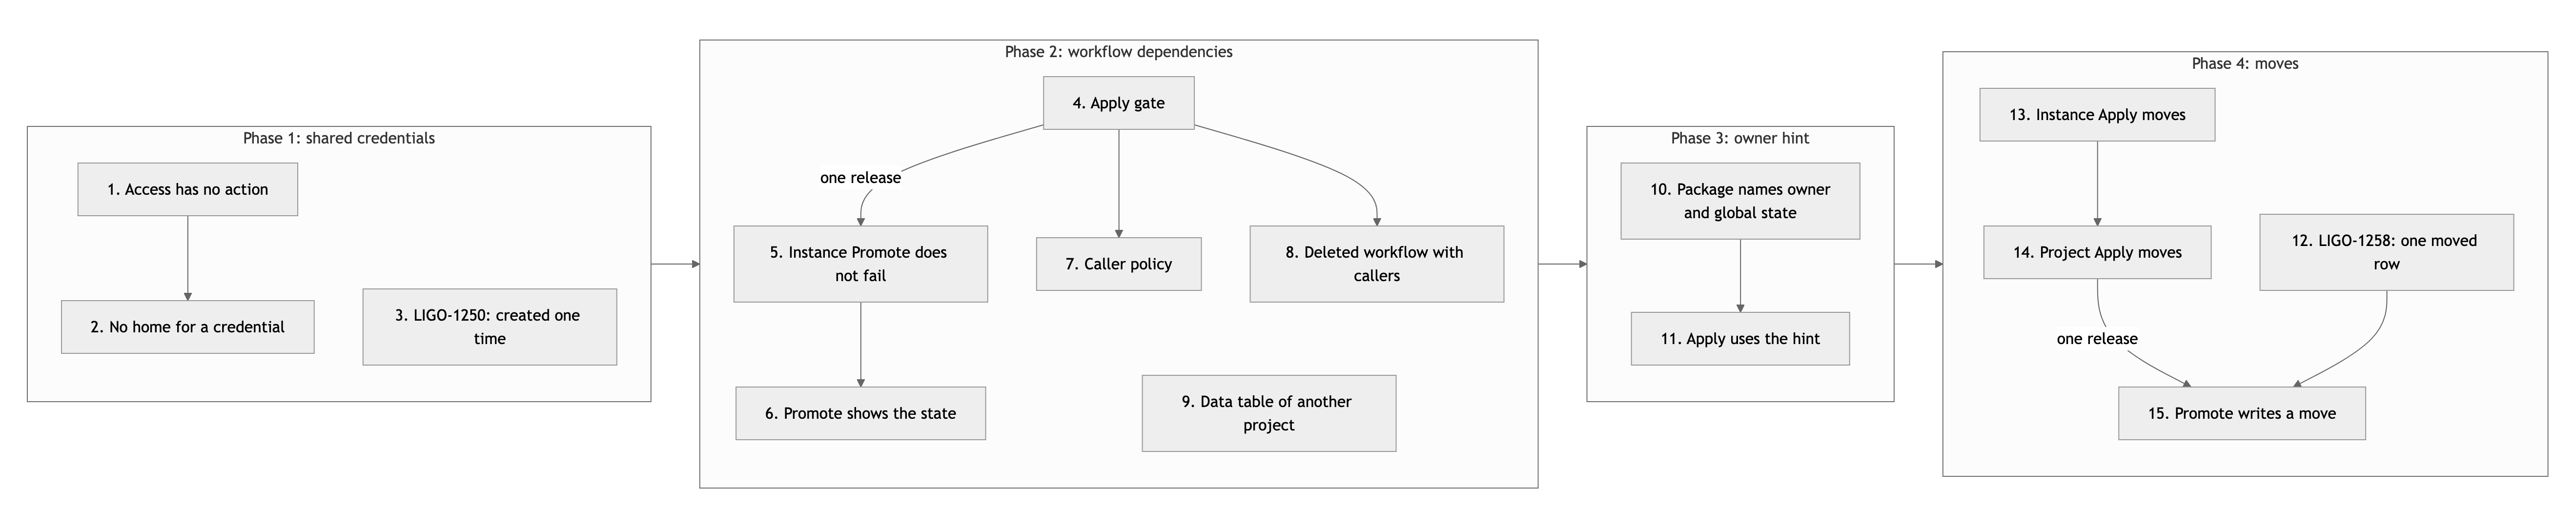 Phase 1: shared credentials
1. Access has no action
2. No home for a credential
3. LIGO-1250: created one
time
Phase 2: workflow dependencies
4. Apply gate
one release
5. Instance Promote does
not fail
7. Caller policy
8. Deleted workflow with
callers
6. Promote shows the state
9. Data table of another
project
Phase 3: owner hint
10. Package names owner
and global state
11. Apply uses the hint
Phase 4: moves
13. Instance Apply moves
14. Project Apply moves
12. LIGO-1258: one moved
row
one release
15. Promote writes a move